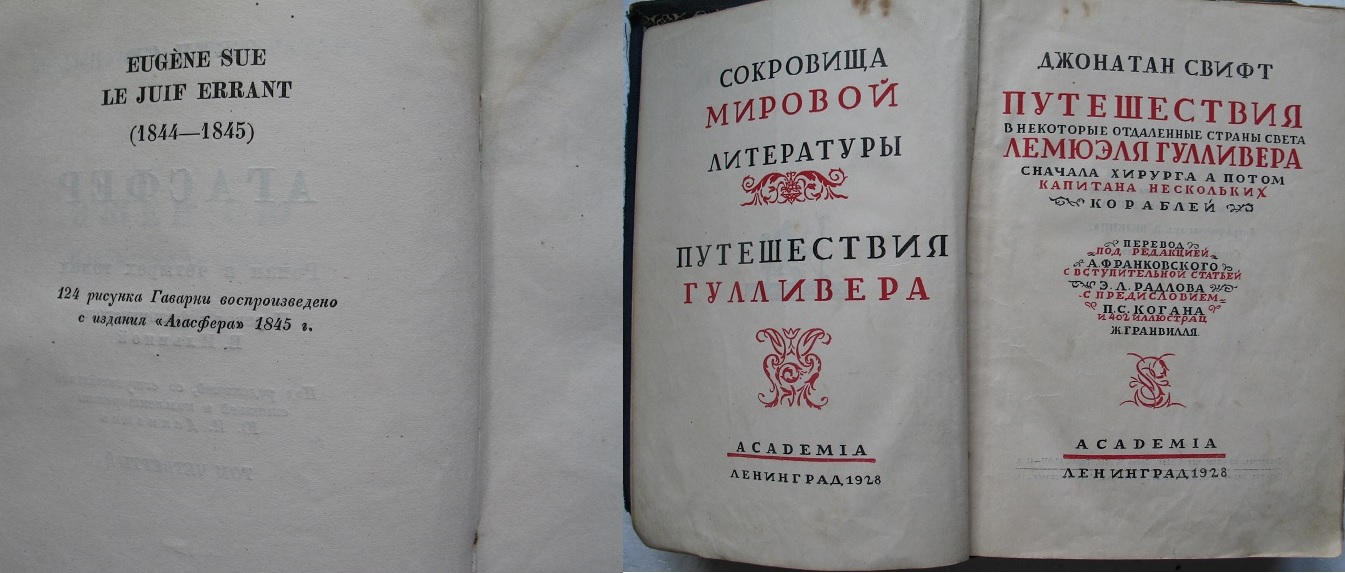 EUGÈNE SUE
LE JUIF ERRANT
(1844—1845)
124 рисунка Гаварни воспроизведено
с издания «Агасфера» 1845 г.
СОКРОВИЩА
МИРОВОЙ
ЛИТЕРАТУРЫ
ПУТЕШЕСТВИЯ
ГУЛЛИВЕРА
ACADEMIA
ЛЕНИНГРАД 1928
ДЖОНАТАН СВИФТ
ПУТЕШЕСТВИЯ
В НЕКОТОРЫЕ ОТДАЛЕННЫЕ СТРАНЫ СВЕТА
ЛЕМЮЭЛЯ ГУЛЛИВЕРА
СНАЧАЛА ХИРУРГА А ПОТОМ
КАПИТАНА НЕСКОЛЬКИХ
КОРАБЛЕЙ
ПЕРЕВОД
ПОД РЕДАКЦИЕЙ
А.ФРАНКОВСКОГО
С ВСТУПИТЕЛЬНОЙ СТАТЬЕЙ
Э.Л.РАДЛОВА
С ПРЕДИСЛОВИЕМ
П.С.КОГАНА
И 402 ИЛЛЮСТРАЦ
Ж.ГРАНВИЛЛЯ
ACADEMIA
ЛЕНИНГРАД 1928